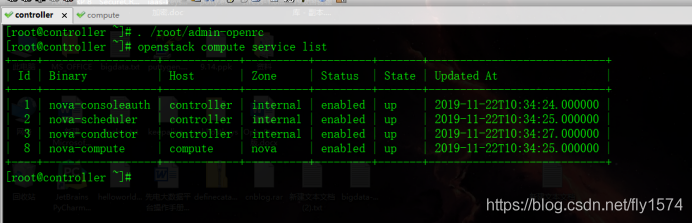 controller compute
[root@controller ~]# . /root/admin-openrc
[root@controller ~]# openstack compute service list
| Id | Binary | Host | Zone | Status | State | Updated At |
| 1 | nova-consoleauth | controller | internal | enabled | up | 2019-11-22T10:34:24.000000 |
| 2 | nova-scheduler | controller | internal | enabled | up | 2019-11-22T10:34:25.000000 |
| 3 | nova-conductor | controller | internal | enabled | up | 2019-11-22T10:34:27.000000 |
| 8 | nova-compute | compute | nova | enabled | up | 2019-11-22T10:34:25.000000 |
[root@controller ~]#
https://blog.csdn.net/fly1574